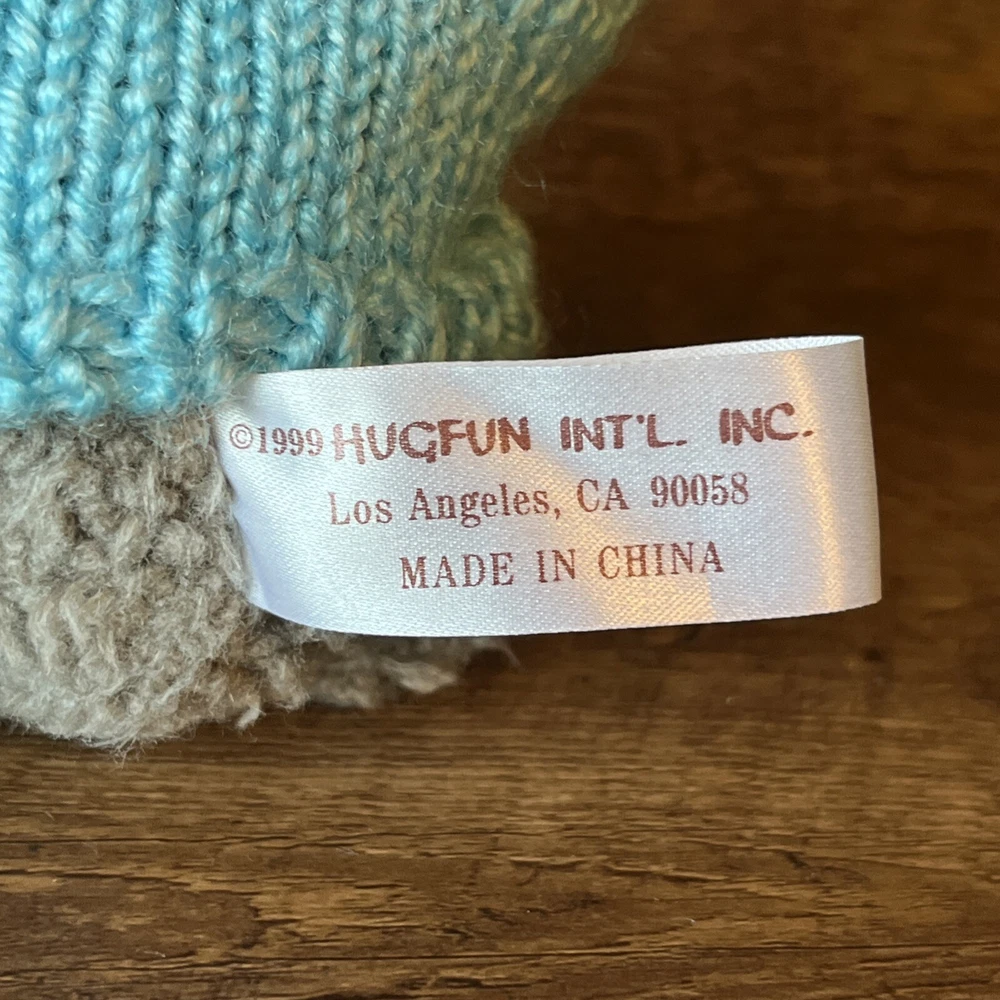 ©1999 HUGFUN INT'L. INC.
Los Angeles, CA 90058
MADE IN CHINA